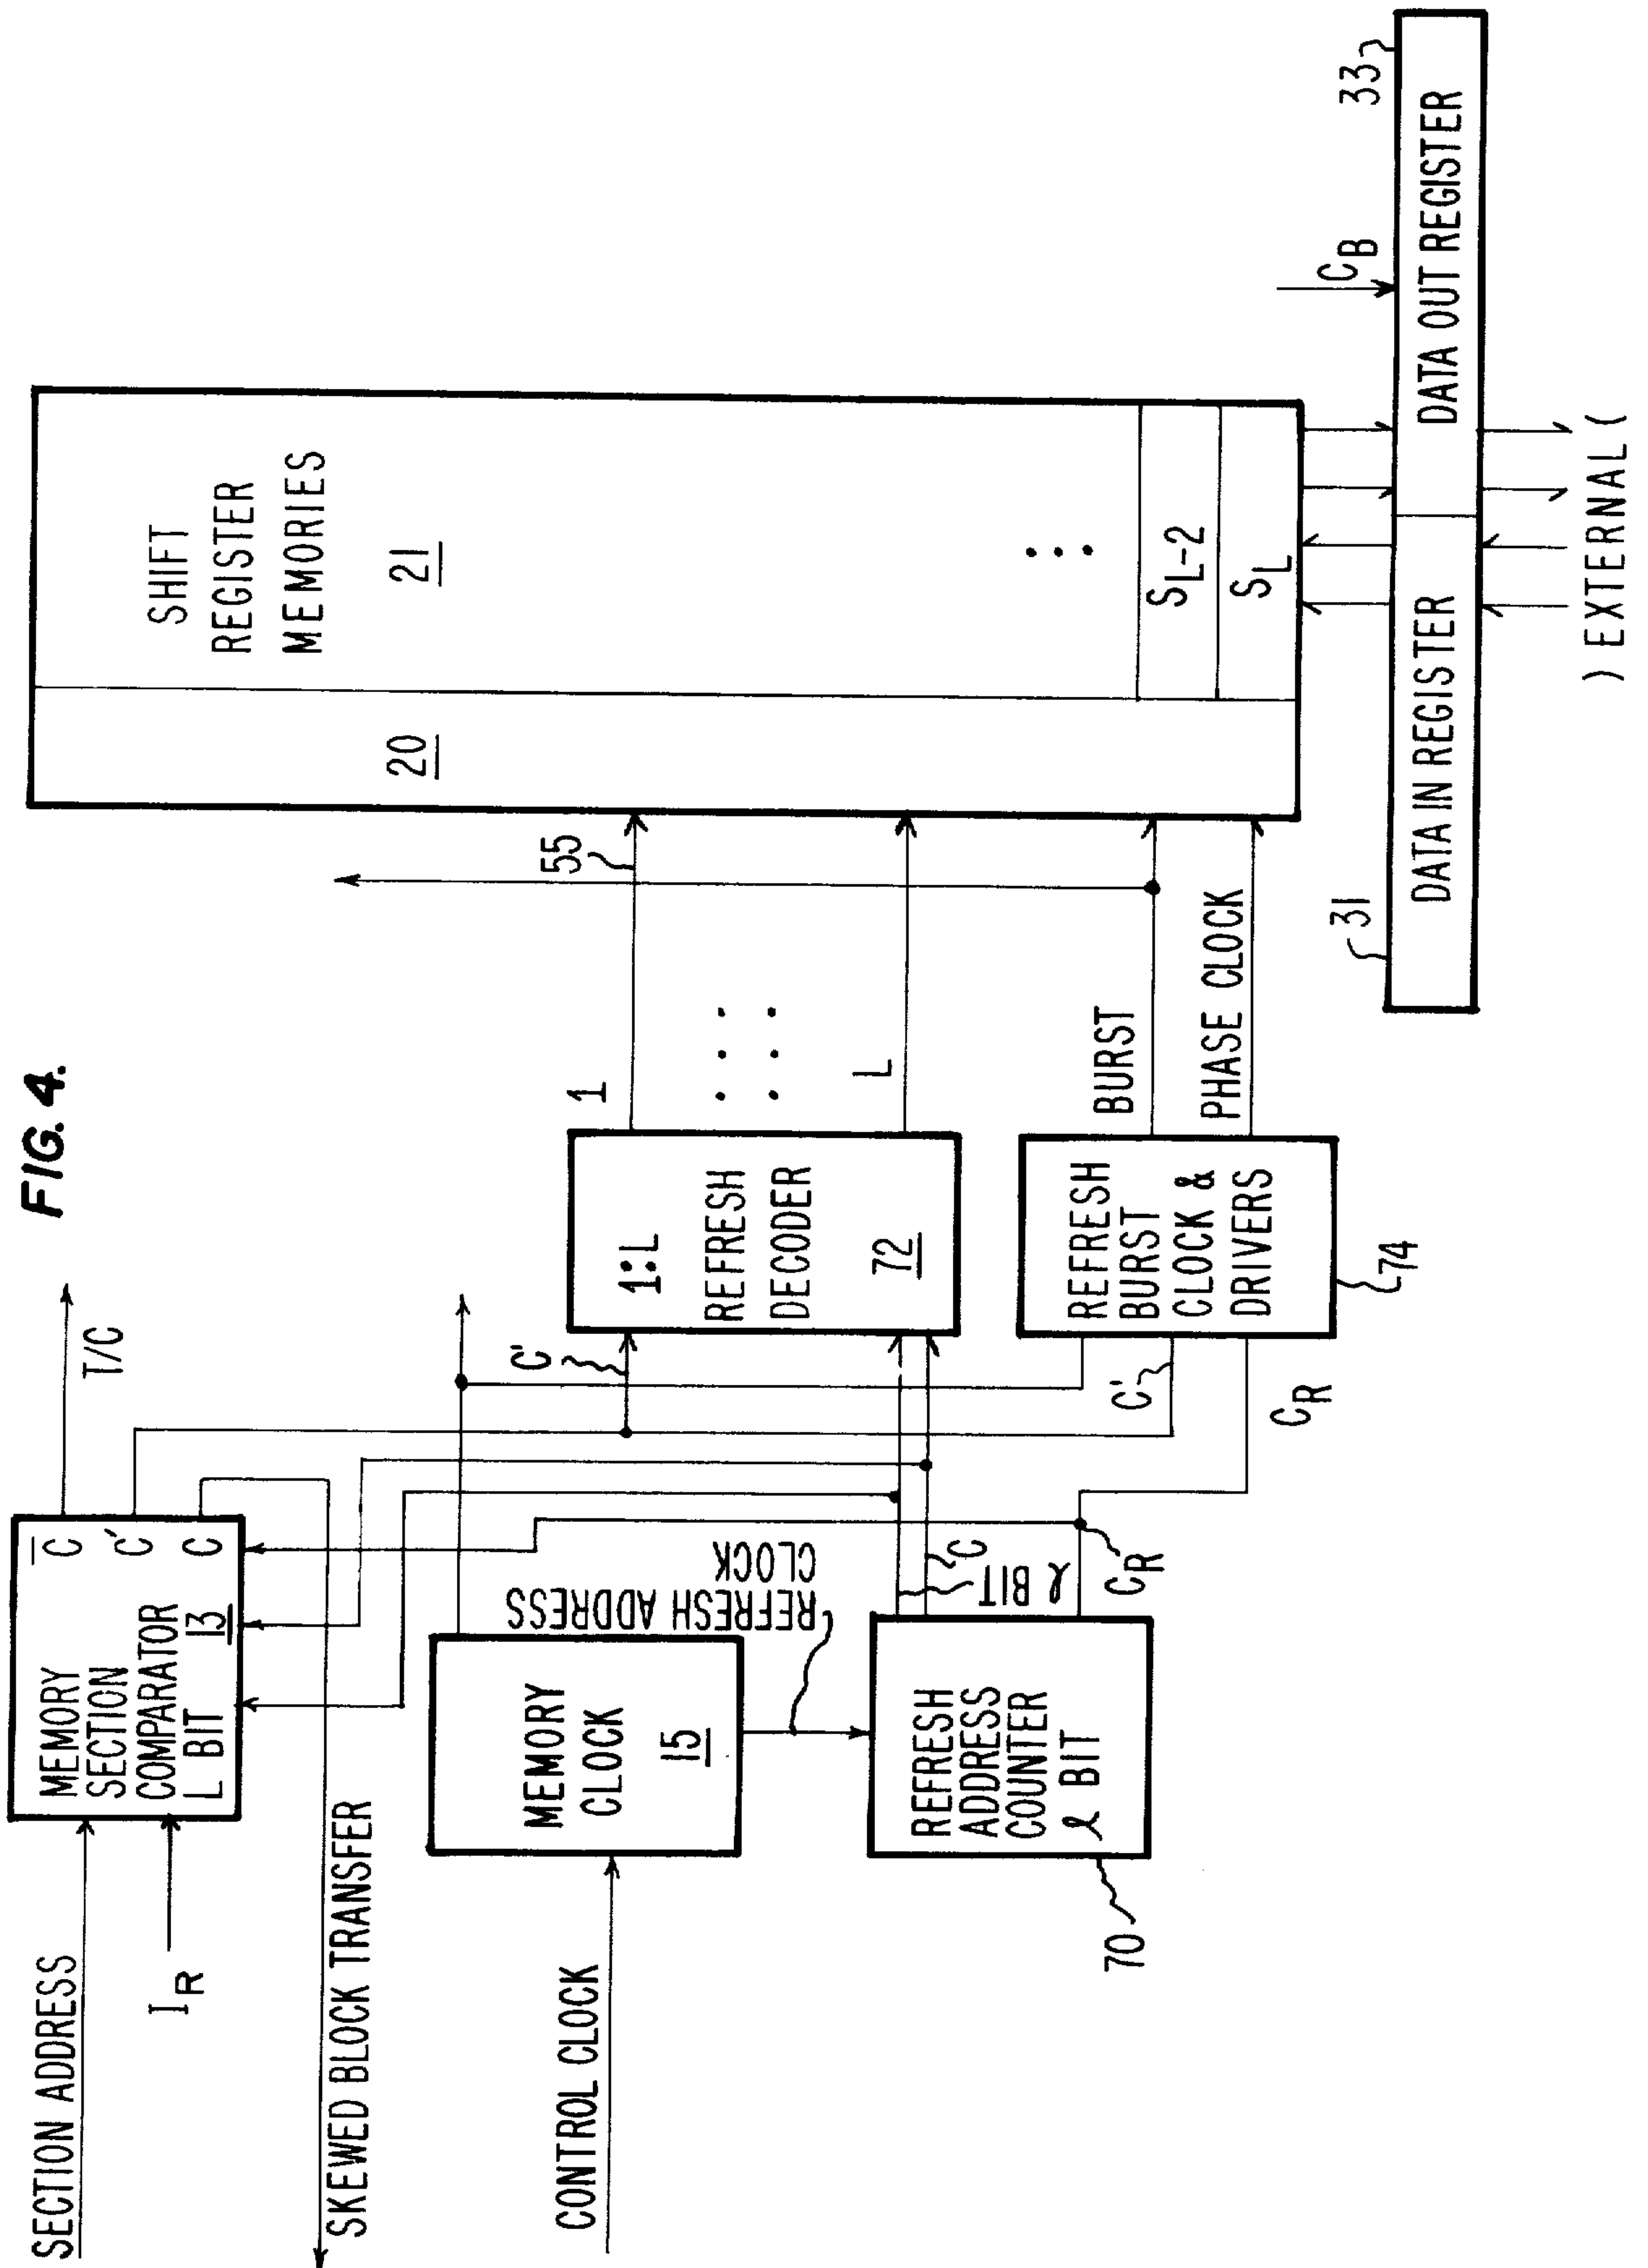 FIG. 4.
SECTION ADDRESS
I_R
MEMORY
SECTION
COMPARATOR
L BIT 13
C̅
C′
C
T/C
SKEWED BLOCK TRANSFER
CONTROL CLOCK
MEMORY
CLOCK
15
REFRESH ADDRESS
CLOCK
REFRESH
ADDRESS
COUNTER
ℓ BIT
70
ℓ BIT
C
C_R
C′
1:L
REFRESH
DECODER
72
1
L
55
C′
C_R
REFRESH
BURST
CLOCK &
DRIVERS
74
BURST
PHASE CLOCK
20
SHIFT
REGISTER
MEMORIES
21
S_L-2
S_L
C_B
31
DATA IN REGISTER
DATA OUT REGISTER
33
) EXTERNAL (